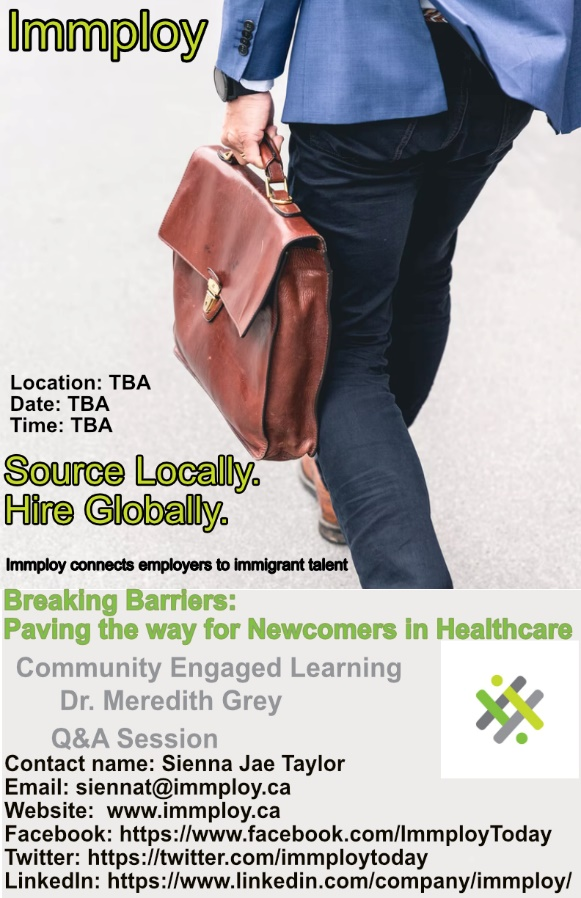 Immploy
Location: TBA
Date: TBA
Time: TBA
Source Locally.
Hire Globally.
Immploy connects employers to immigrant talent
Breaking Barriers:
Paving the way for Newcomers in Healthcare
Community Engaged Learning
Dr. Meredith Grey
Q&A Session
Contact name: Sienna Jae Taylor
Email: siennat@immploy.ca
Website:  www.immploy.ca
Facebook: https://www.facebook.com/ImmployToday
Twitter: https://twitter.com/immploytoday
LinkedIn: https://www.linkedin.com/company/immploy/